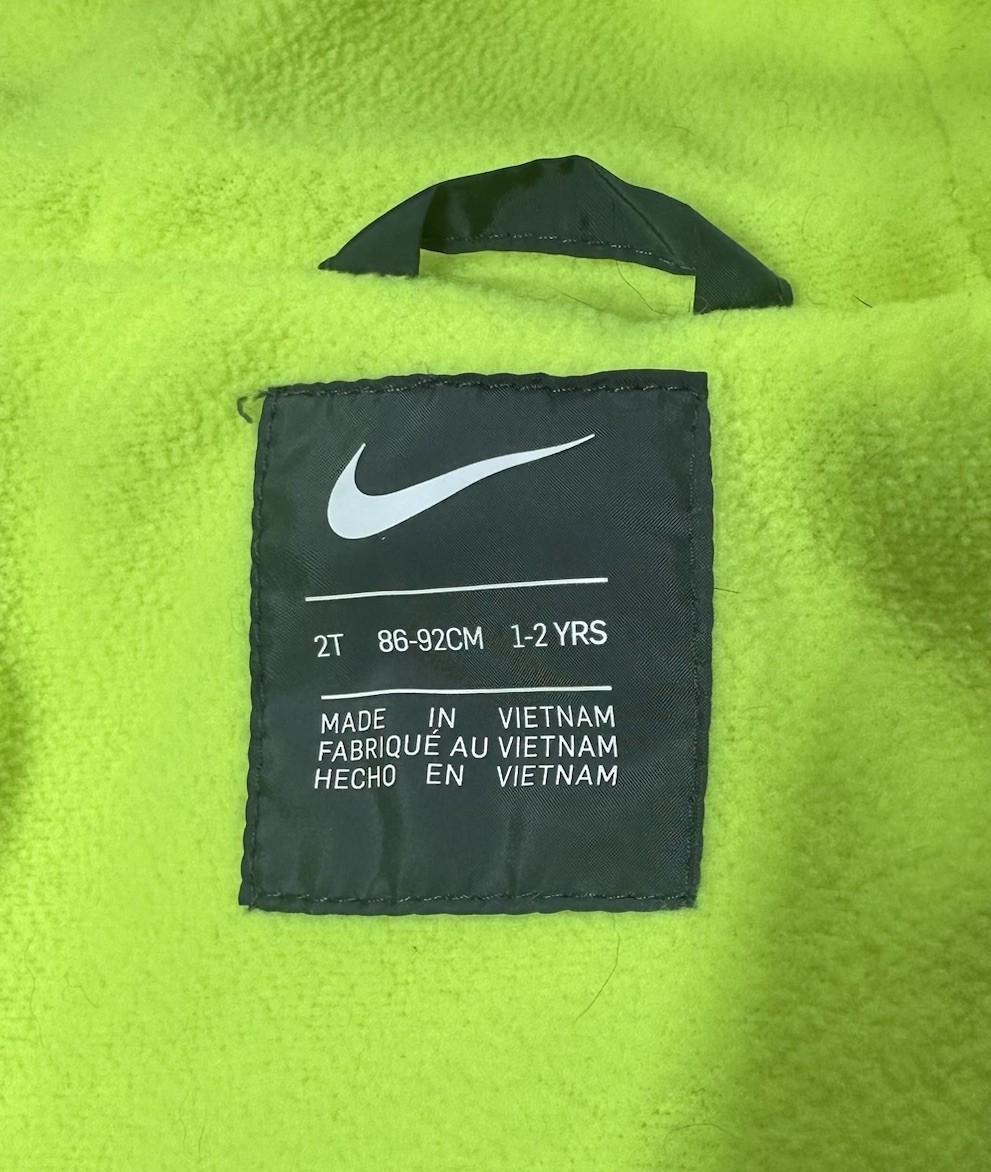 2T 86-92CM 1-2 YRS
MADE IN VIETNAM
FABRIQUÉ AU VIETNAM
HECHO EN VIETNAM